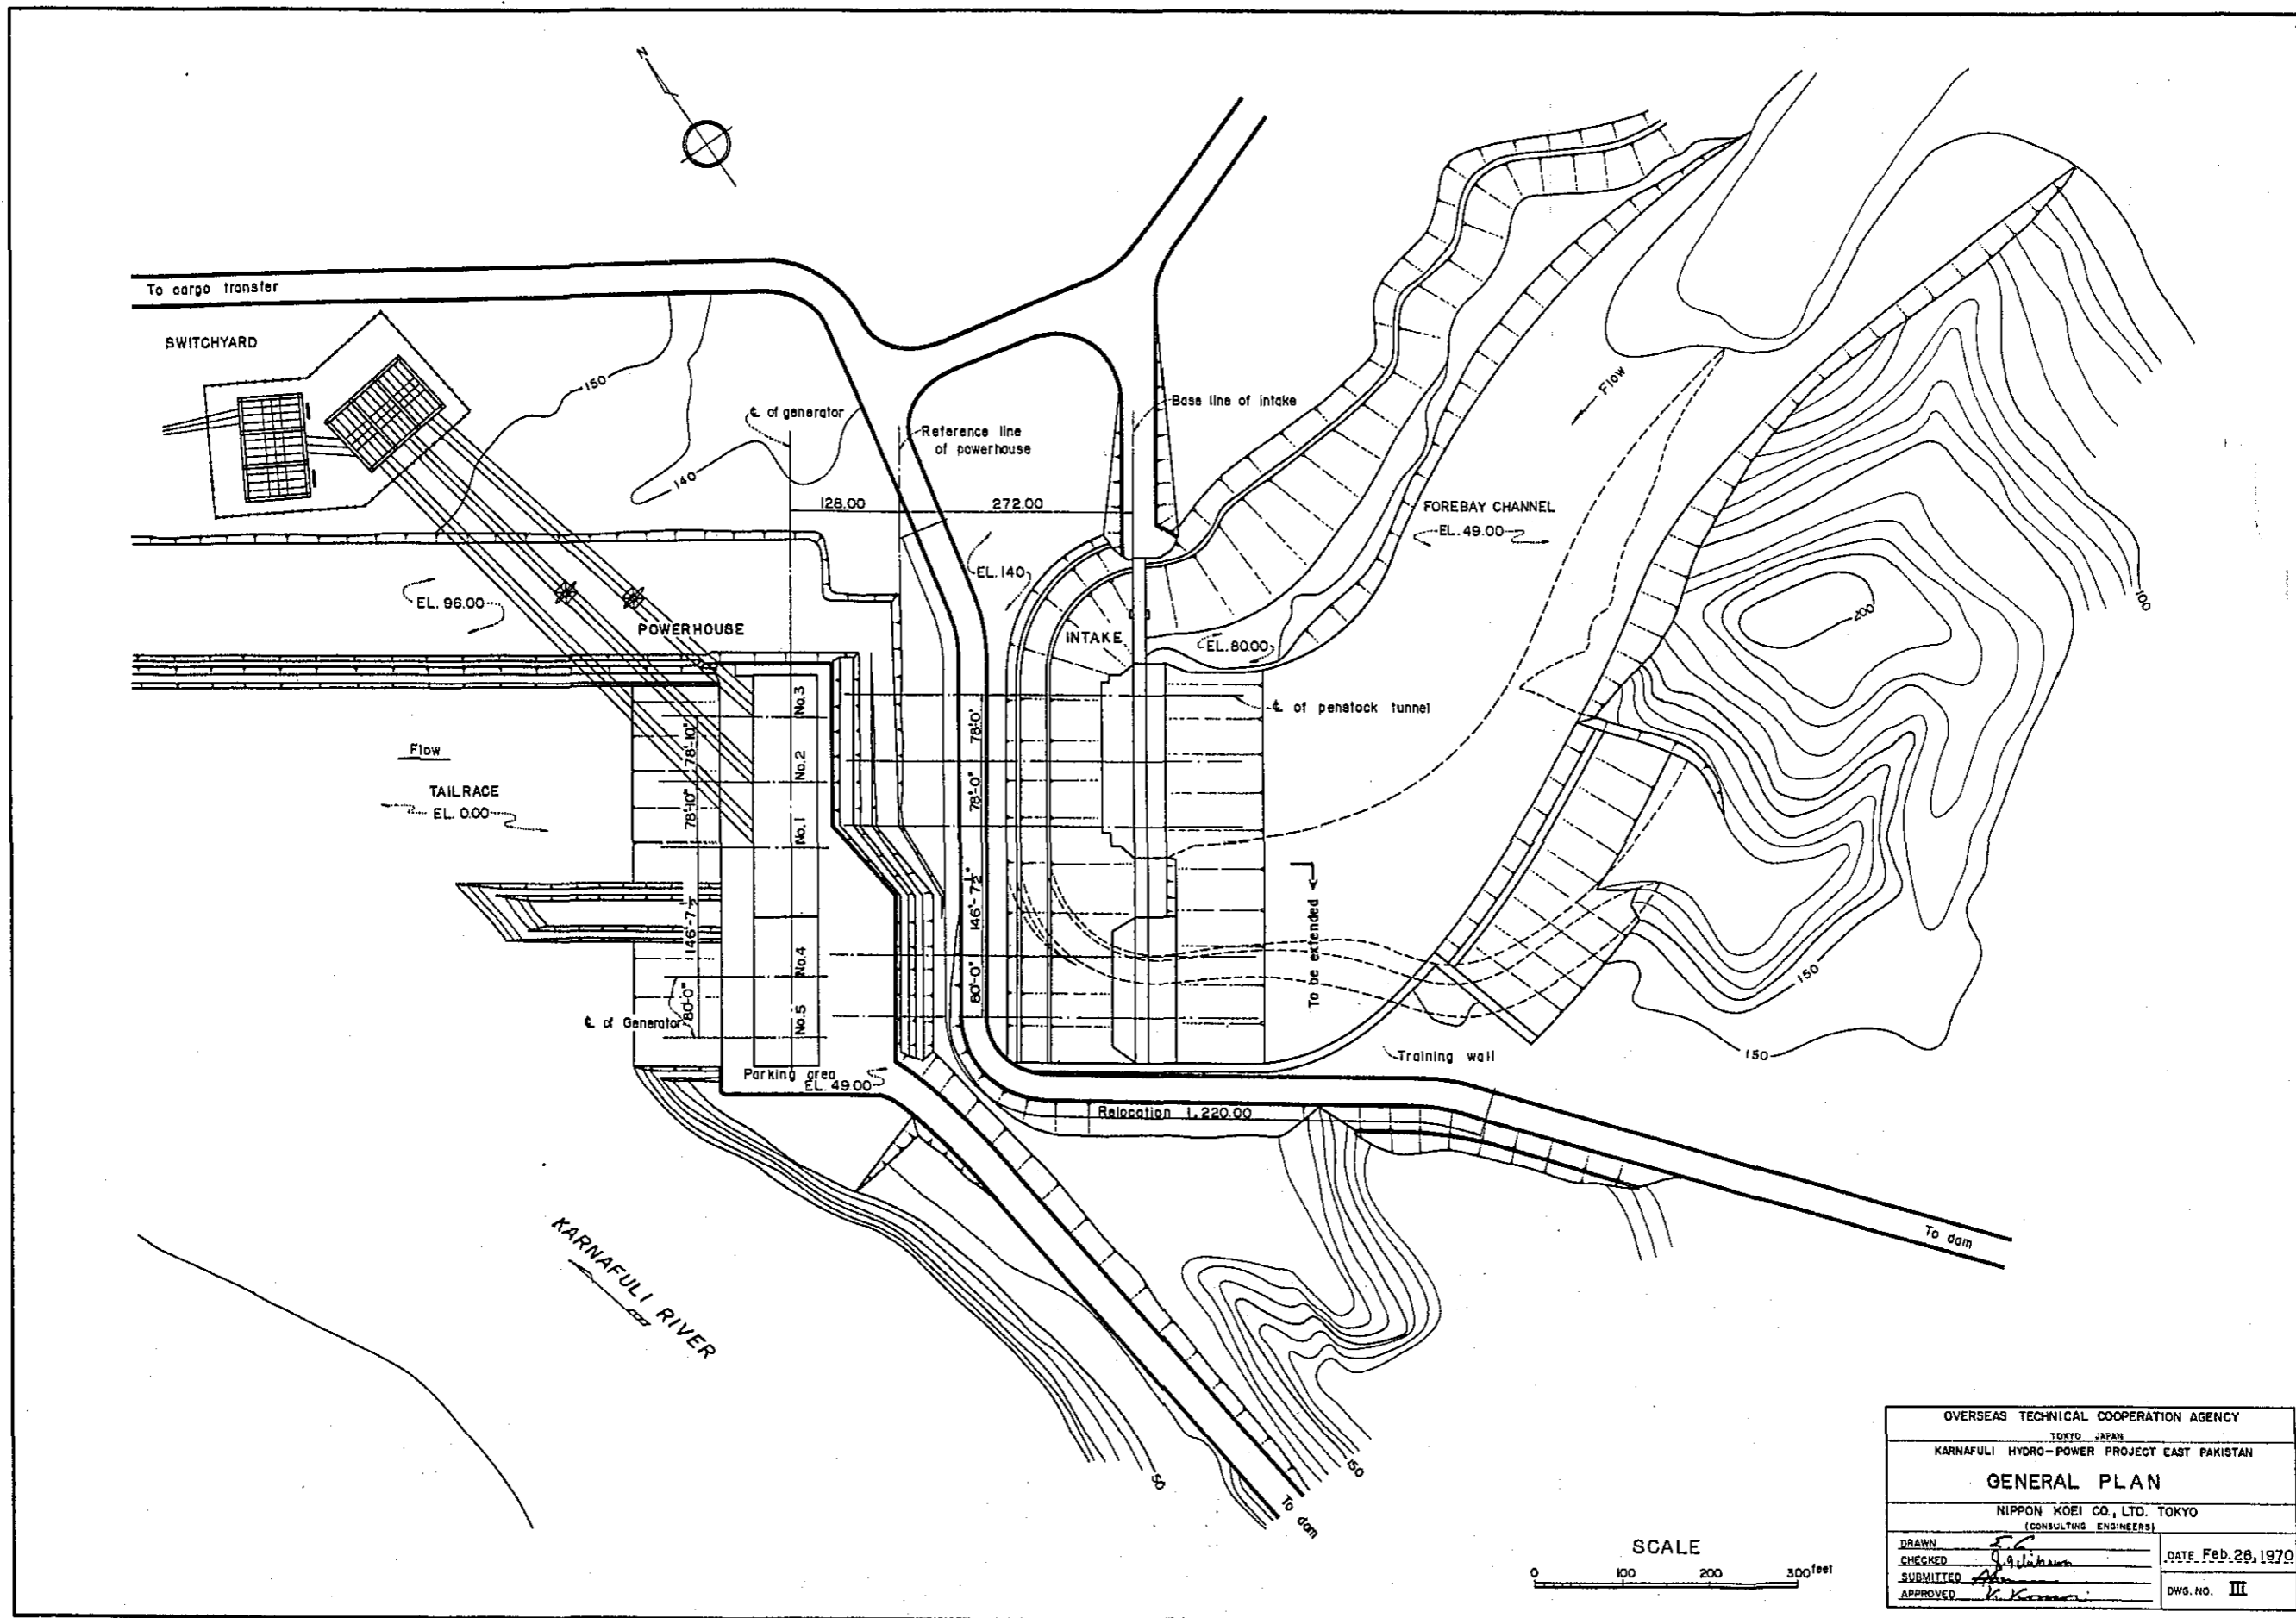 N
To cargo transfer
SWITCHYARD
150
℄ of generator
140
Reference line
of powerhouse
Base line of intake
Flow
128.00
272.00
FOREBAY CHANNEL
EL. 49.00
EL. 140
EL. 96.00
POWERHOUSE
INTAKE
EL. 80.00
200
100
℄ of penstock tunnel
No.3
78'-10"
78'-0"
Flow
No.2
TAILRACE
EL. 0.00
78'-10"
78'-0"
No.1
146'-7½"
146'-7½"
To be extended
No.4
80'-0"
80'-0"
No.5
℄ of Generator
150
150
Training wall
Parking area
EL. 49.00
Relocation 1,220.00
To dam
KARNAFULI RIVER
50
150
To dam
SCALE
0 100 200 300 feet
OVERSEAS TECHNICAL COOPERATION AGENCY
TOKYO JAPAN
KARNAFULI HYDRO-POWER PROJECT EAST PAKISTAN
GENERAL PLAN
NIPPON KOEI CO., LTD. TOKYO
(CONSULTING ENGINEERS)
DRAWN
CHECKED
SUBMITTED
APPROVED
DATE Feb. 28, 1970
DWG. NO. III